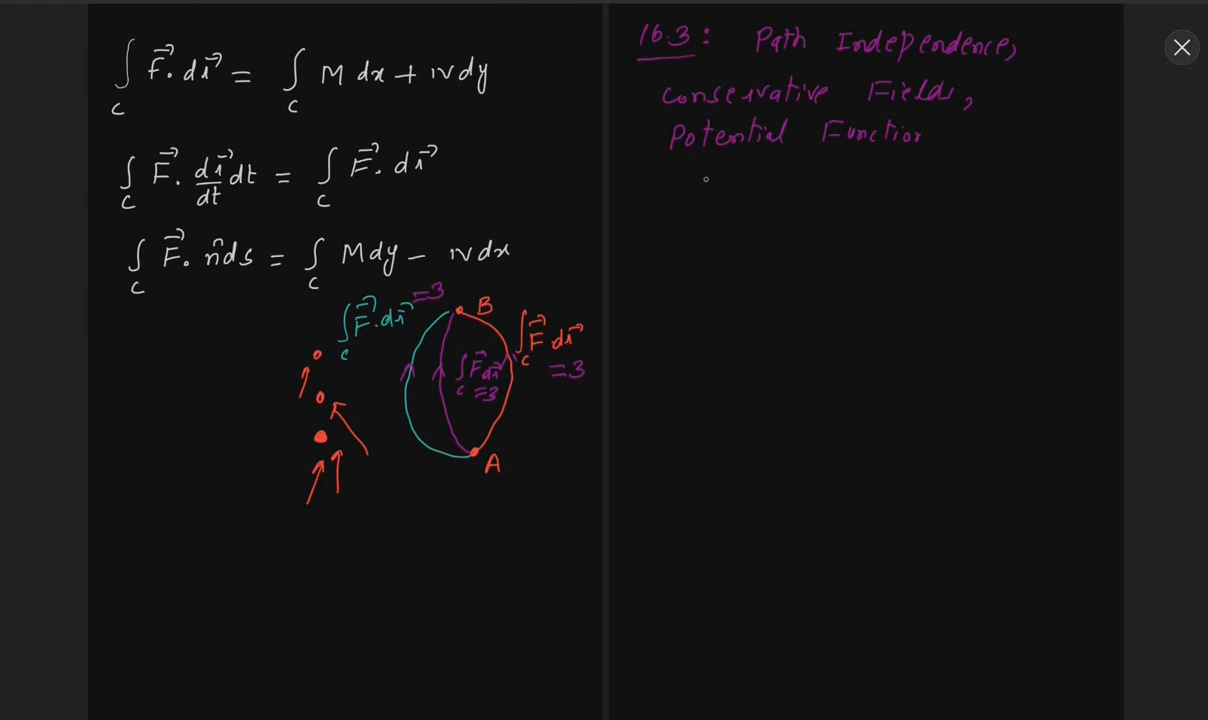 ∫_C F⃗. dr⃗ = ∫_C M dx + N dy
∫_C F⃗. dr⃗/dt dt = ∫_C F⃗. dr⃗
∫_C F⃗. n̂ ds = ∫_C M dy - N dx
∫_C F⃗. dr⃗ = 3
B
∫_C F⃗ dr⃗
= 3
∫_C F⃗ dr⃗
= 3
A
16.3: Path Independence,
Conservative Fields,
Potential Function